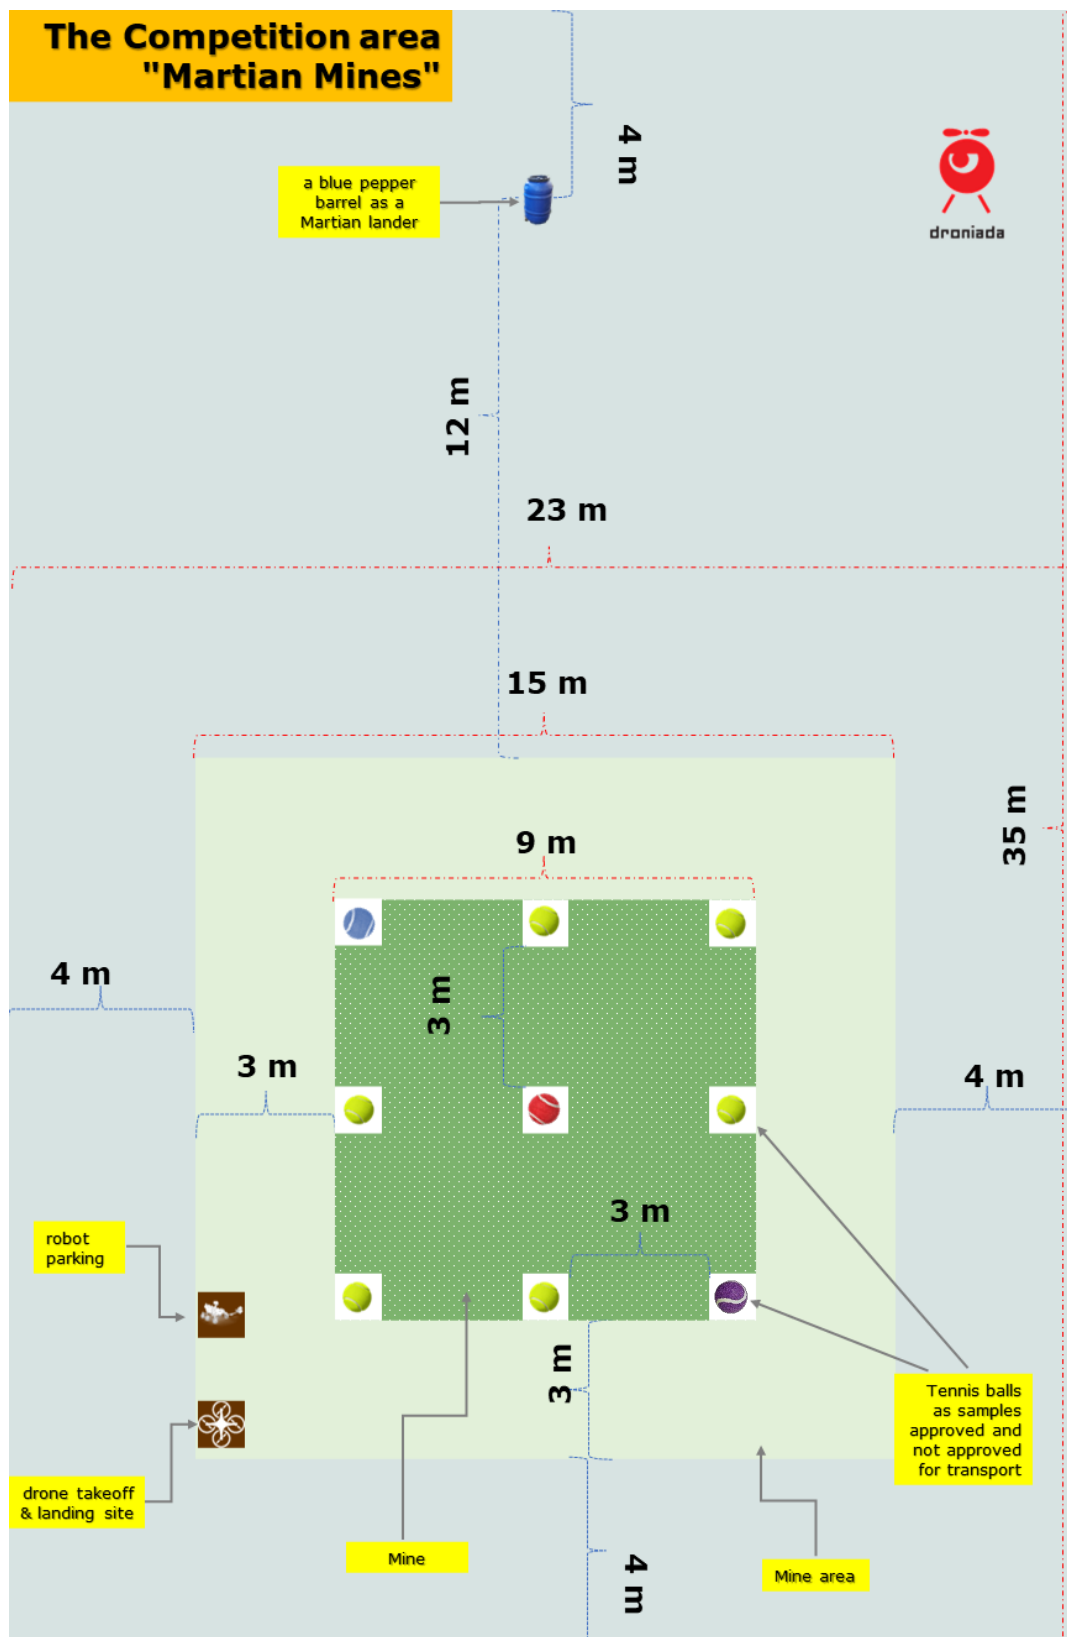 The Competition area
"Martian Mines"
4 m
a blue pepper
barrel as a
Martian lander
droniada
12 m
23 m
15 m
35 m
9 m
4 m
3 m
3 m
4 m
3 m
robot
parking
3 m
Tennis balls
as samples
approved and
not approved
for transport
drone takeoff
& landing site
Mine
4 m
Mine area